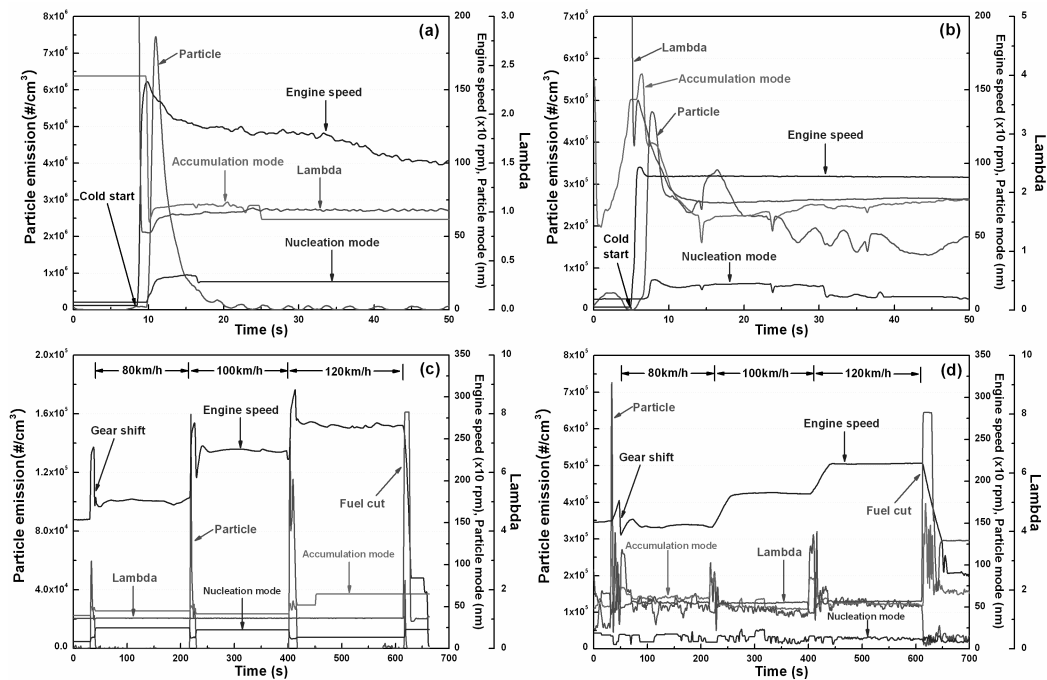 (a)
Particle emission(#/cm³)
8x10⁶
7x10⁶
6x10⁶
5x10⁶
4x10⁶
3x10⁶
2x10⁶
1x10⁶
0
Particle
Engine speed
Accumulation mode
Lambda
Cold start
Nucleation mode
0 10 20 30 40 50
Time (s)
200
150
100
50
0
Engine speed (x10 rpm), Particle mode (nm)
3.0
2.5
2.0
1.5
1.0
0.5
0.0
Lambda
(b)
Particle emission(#/cm³)
7x10⁵
6x10⁵
5x10⁵
4x10⁵
3x10⁵
2x10⁵
1x10⁵
0
Lambda
Accumulation mode
Particle
Engine speed
Cold
start
Nucleation mode
0 10 20 30 40 50
Time (s)
200
150
100
50
0
Engine speed (x10 rpm), Particle mode (nm)
5
4
3
2
1
0
Lambda
(c)
Particle emission(#/cm³)
2.0x10⁵
1.6x10⁵
1.2x10⁵
8.0x10⁴
4.0x10⁴
0.0
80km/h 100km/h 120km/h
Engine speed
Gear shift
Fuel cut
Particle
Accumulation mode
Lambda
Nucleation mode
0 100 200 300 400 500 600 700
Time (s)
350
300
250
200
150
100
50
0
Engine speed (x10 rpm), Particle mode (nm)
10
8
6
4
2
0
Lambda
(d)
Particle emission(#/cm³)
8x10⁵
7x10⁵
6x10⁵
5x10⁵
4x10⁵
3x10⁵
2x10⁵
1x10⁵
0
80km/h 100km/h 120km/h
Particle
Engine speed
Gear shift
Fuel cut
Accumulation mode
Lambda
Nucleation mode
0 100 200 300 400 500 600 700
Time (s)
350
300
250
200
150
100
50
0
Engine speed (x10 rpm), Particle mode (nm)
10
8
6
4
2
0
Lambda